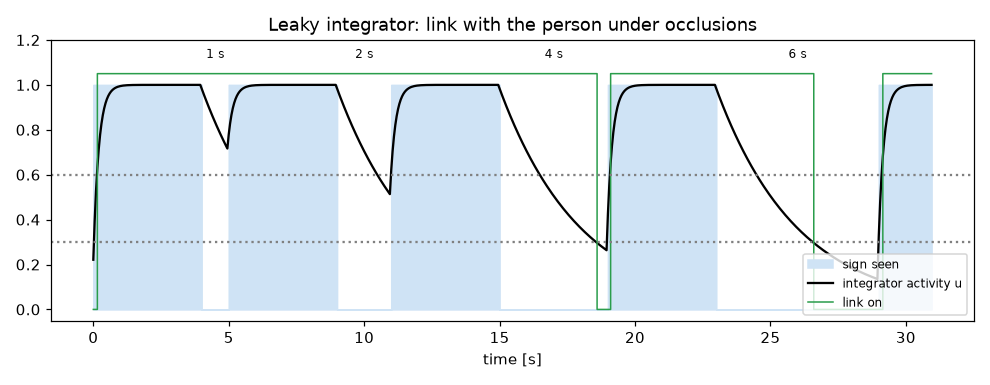 Leaky integrator: link with the person under occlusions
1.2
1 s 2 s 4 s 6 s
1.0
0.8
0.6
0.4
0.2
0.0
sign seen
integrator activity u
link on
0 5 10 15 20 25 30
time [s]